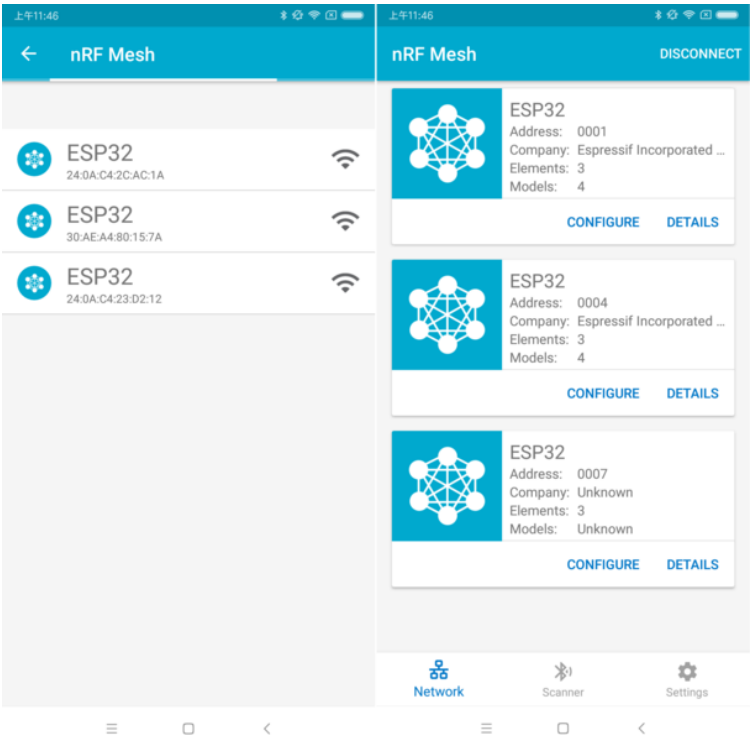 上午11:46
nRF Mesh
ESP32
24:0A:C4:2C:AC:1A
ESP32
30:AE:A4:80:15:7A
ESP32
24:0A:C4:23:D2:12
上午11:46
nRF Mesh
DISCONNECT
ESP32
Address: 0001
Company: Espressif Incorporated ...
Elements: 3
Models: 4
CONFIGURE DETAILS
ESP32
Address: 0004
Company: Espressif Incorporated ...
Elements: 3
Models: 4
CONFIGURE DETAILS
ESP32
Address: 0007
Company: Unknown
Elements: 3
Models: Unknown
CONFIGURE DETAILS
Network Scanner Settings